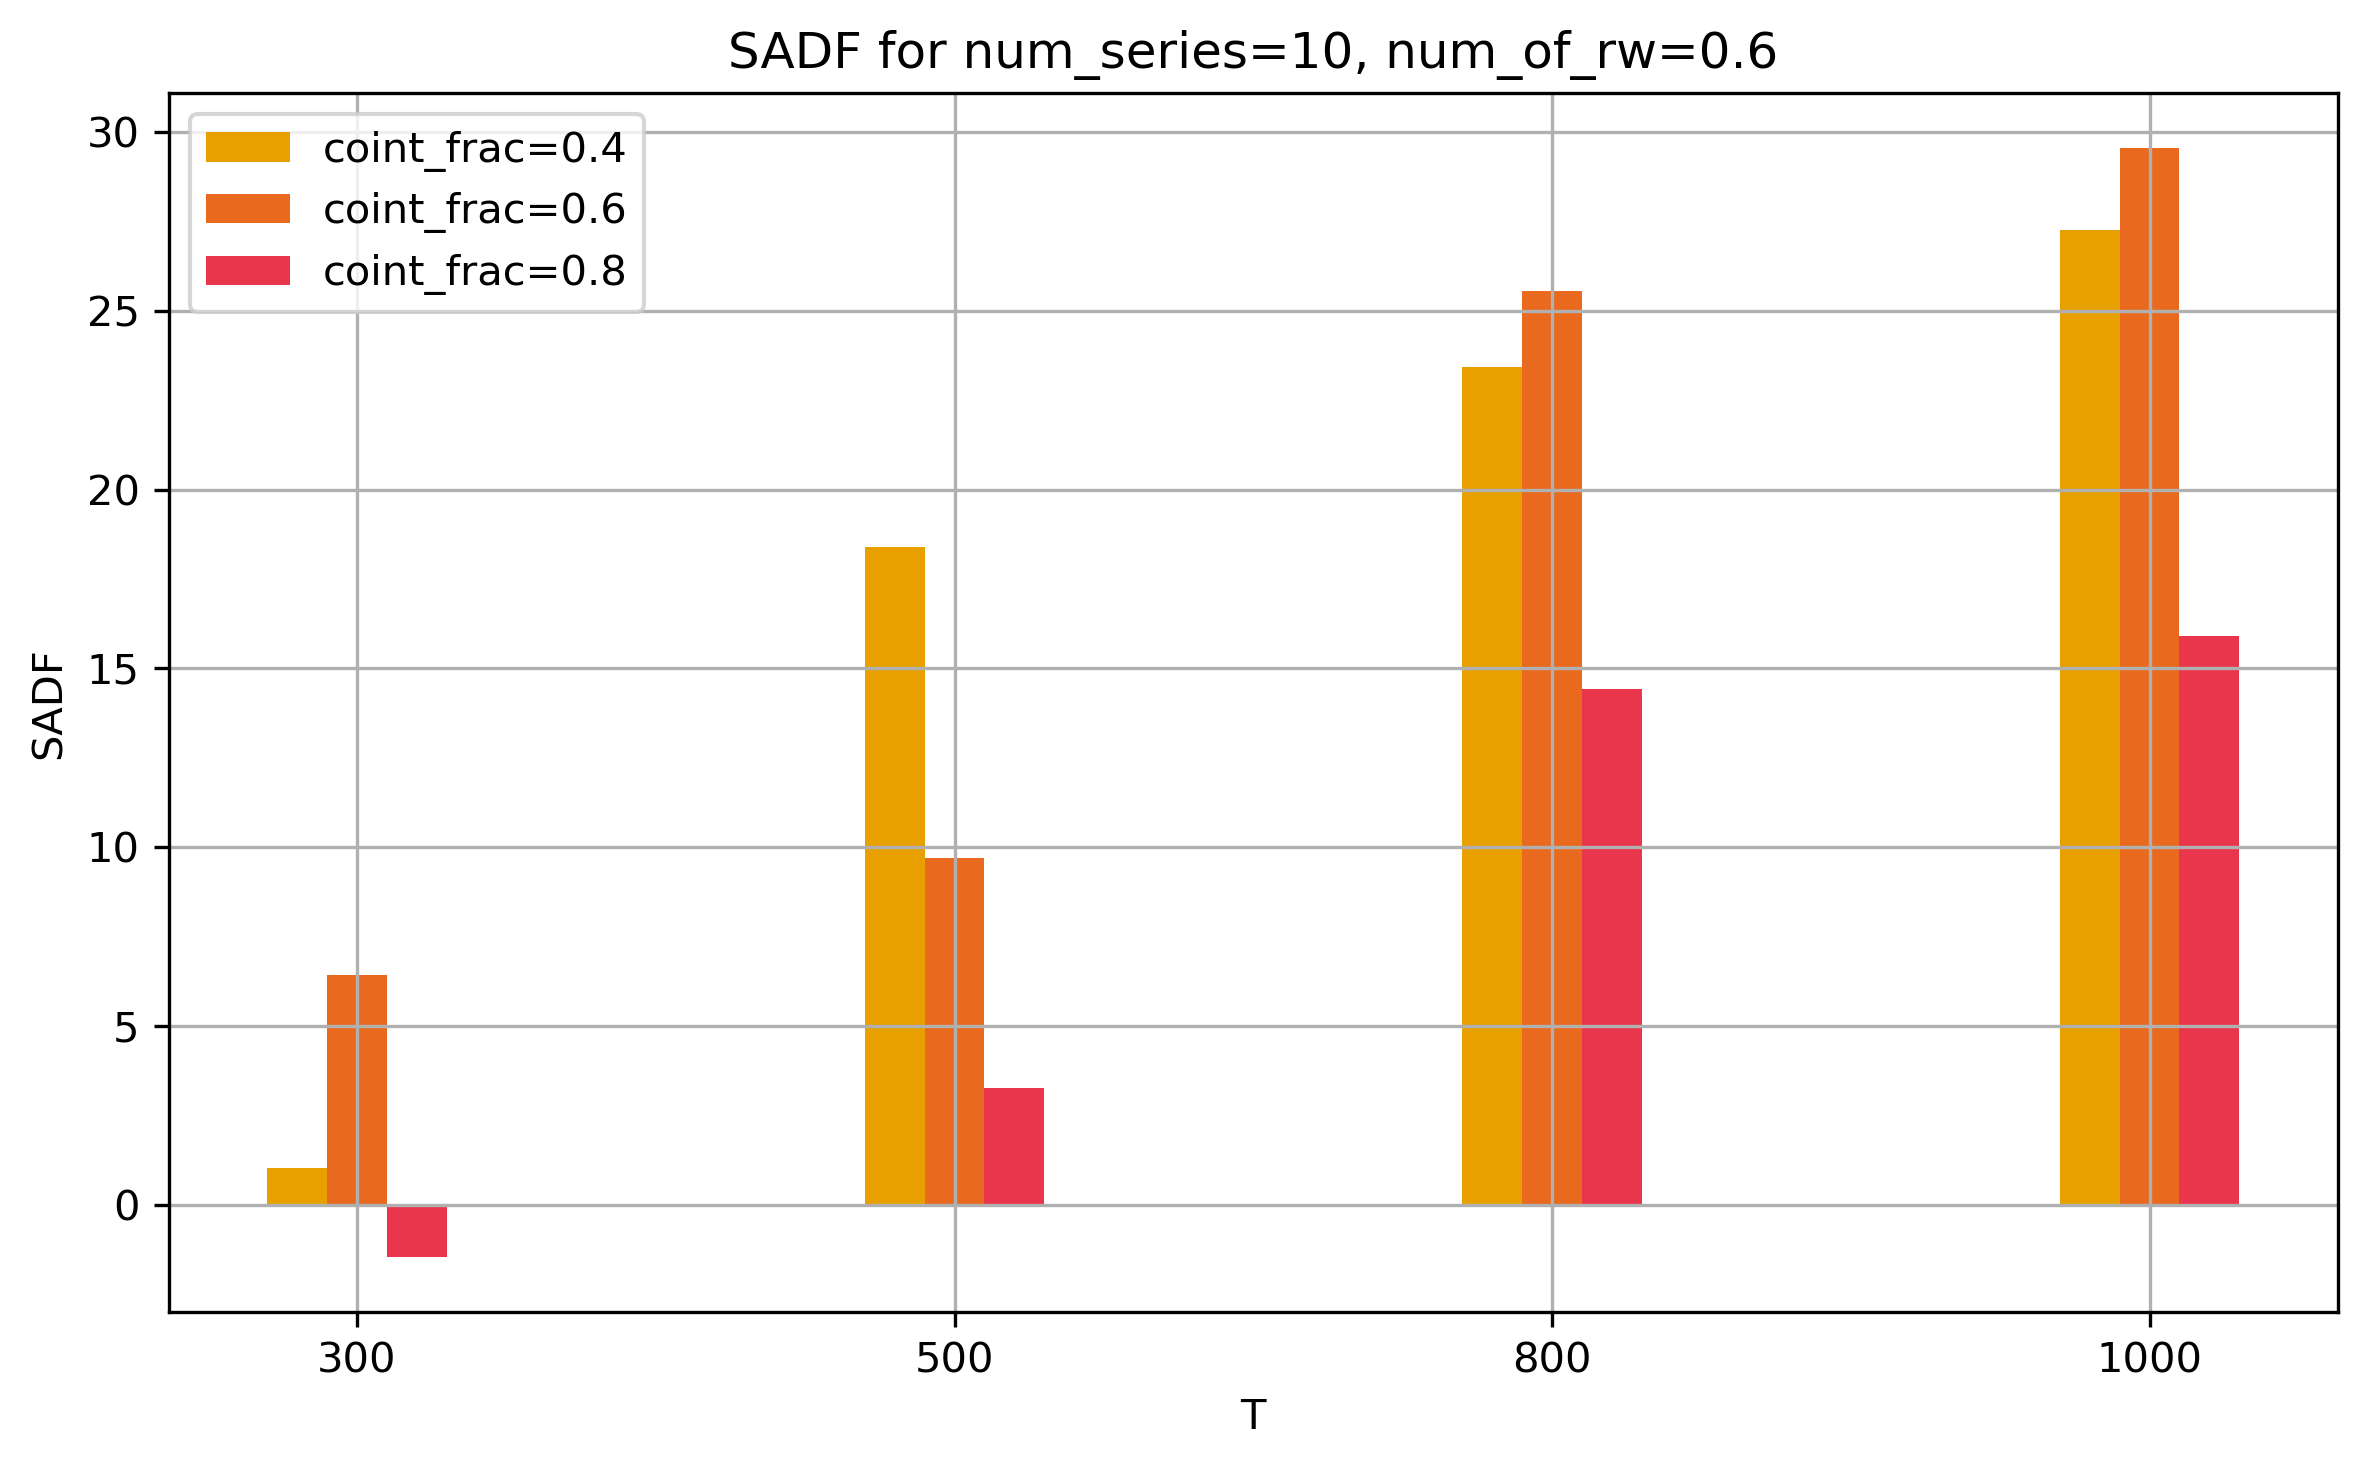 SADF for num_series=10, num_of_rw=0.6
coint_frac=0.4
coint_frac=0.6
coint_frac=0.8
30
25
20
15
10
5
0
SADF
300 500 800 1000
T